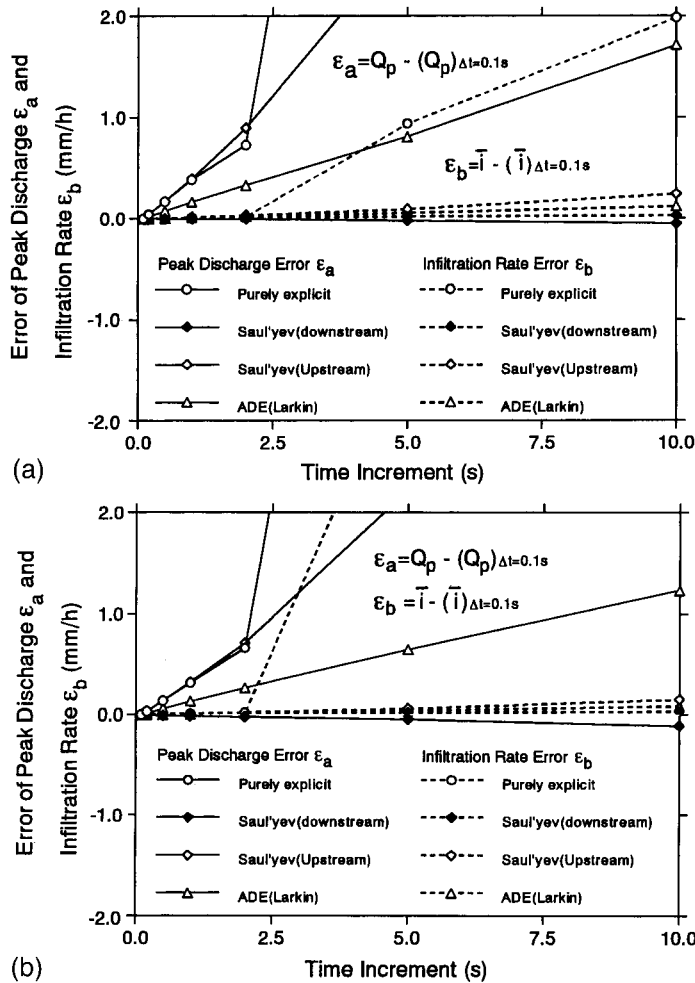 2.0
1.0
0.0
-1.0
-2.0
Error of Peak Discharge εa and
Infiltration Rate εb (mm/h)
εa=Qp - (Qp)Δt=0.1s
εb=i̅ - (i̅)Δt=0.1s
Peak Discharge Error εa
Purely explicit
Saul'yev(downstream)
Saul'yev(Upstream)
ADE(Larkin)
Infiltration Rate Error εb
Purely explicit
Saul'yev(downstream)
Saul'yev(Upstream)
ADE(Larkin)
0.0 2.5 5.0 7.5 10.0
(a) Time Increment (s)
2.0
1.0
0.0
-1.0
-2.0
Error of Peak Discharge εa and
Infiltration Rate εb (mm/h)
εa=Qp - (Qp)Δt=0.1s
εb =i̅ - (i̅)Δt=0.1s
Peak Discharge Error εa
Purely explicit
Saul'yev(downstream)
Saul'yev(Upstream)
ADE(Larkin)
Infiltration Rate Error εb
Purely explicit
Saul'yev(downstream)
Saul'yev(Upstream)
ADE(Larkin)
0.0 2.5 5.0 7.5 10.0
(b) Time Increment (s)